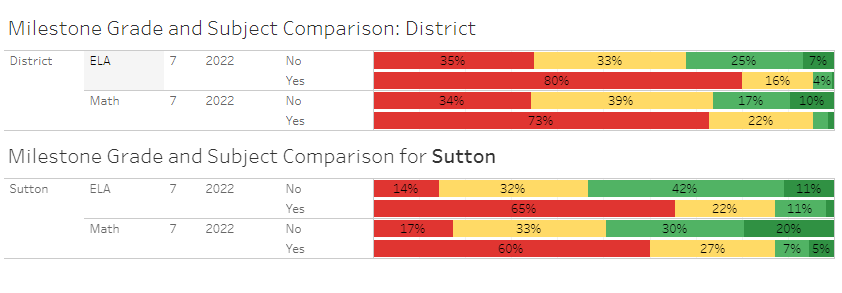 Milestone Grade and Subject Comparison: District
District ELA 7 2022 No 35% 33% 25% 7%
Yes 80% 16% 4%
Math 7 2022 No 34% 39% 17% 10%
Yes 73% 22%
Milestone Grade and Subject Comparison for Sutton
Sutton ELA 7 2022 No 14% 32% 42% 11%
Yes 65% 22% 11%
Math 7 2022 No 17% 33% 30% 20%
Yes 60% 27% 7% 5%